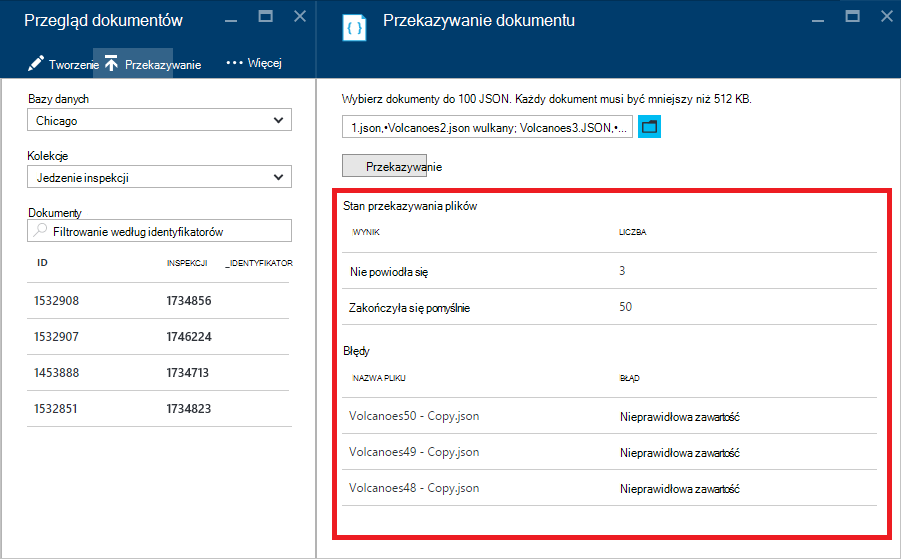 Przegląd dokumentów
Tworzenie
Przekazywanie
Więcej
Bazy danych
Chicago
Kolekcje
Jedzenie inspekcji
Dokumenty
Filtrowanie według identyfikatorów
ID INSPEKCJI _IDENTYFIKATOR
1532908 1734856
1532907 1746224
1453888 1734713
1532851 1734823
Przekazywanie dokumentu
Wybierz dokumenty do 100 JSON. Każdy dokument musi być mniejszy niż 512 KB.
1.json,•Volcanoes2.json wulkany; Volcanoes3.JSON,•...
Przekazywanie
Stan przekazywania plików
WYNIK LICZBA
Nie powiodła się 3
Zakończyła się pomyślnie 50
Błędy
NAZWA PLIKU BŁĄD
Volcanoes50 - Copy.json Nieprawidłowa zawartość
Volcanoes49 - Copy.json Nieprawidłowa zawartość
Volcanoes48 - Copy.json Nieprawidłowa zawartość